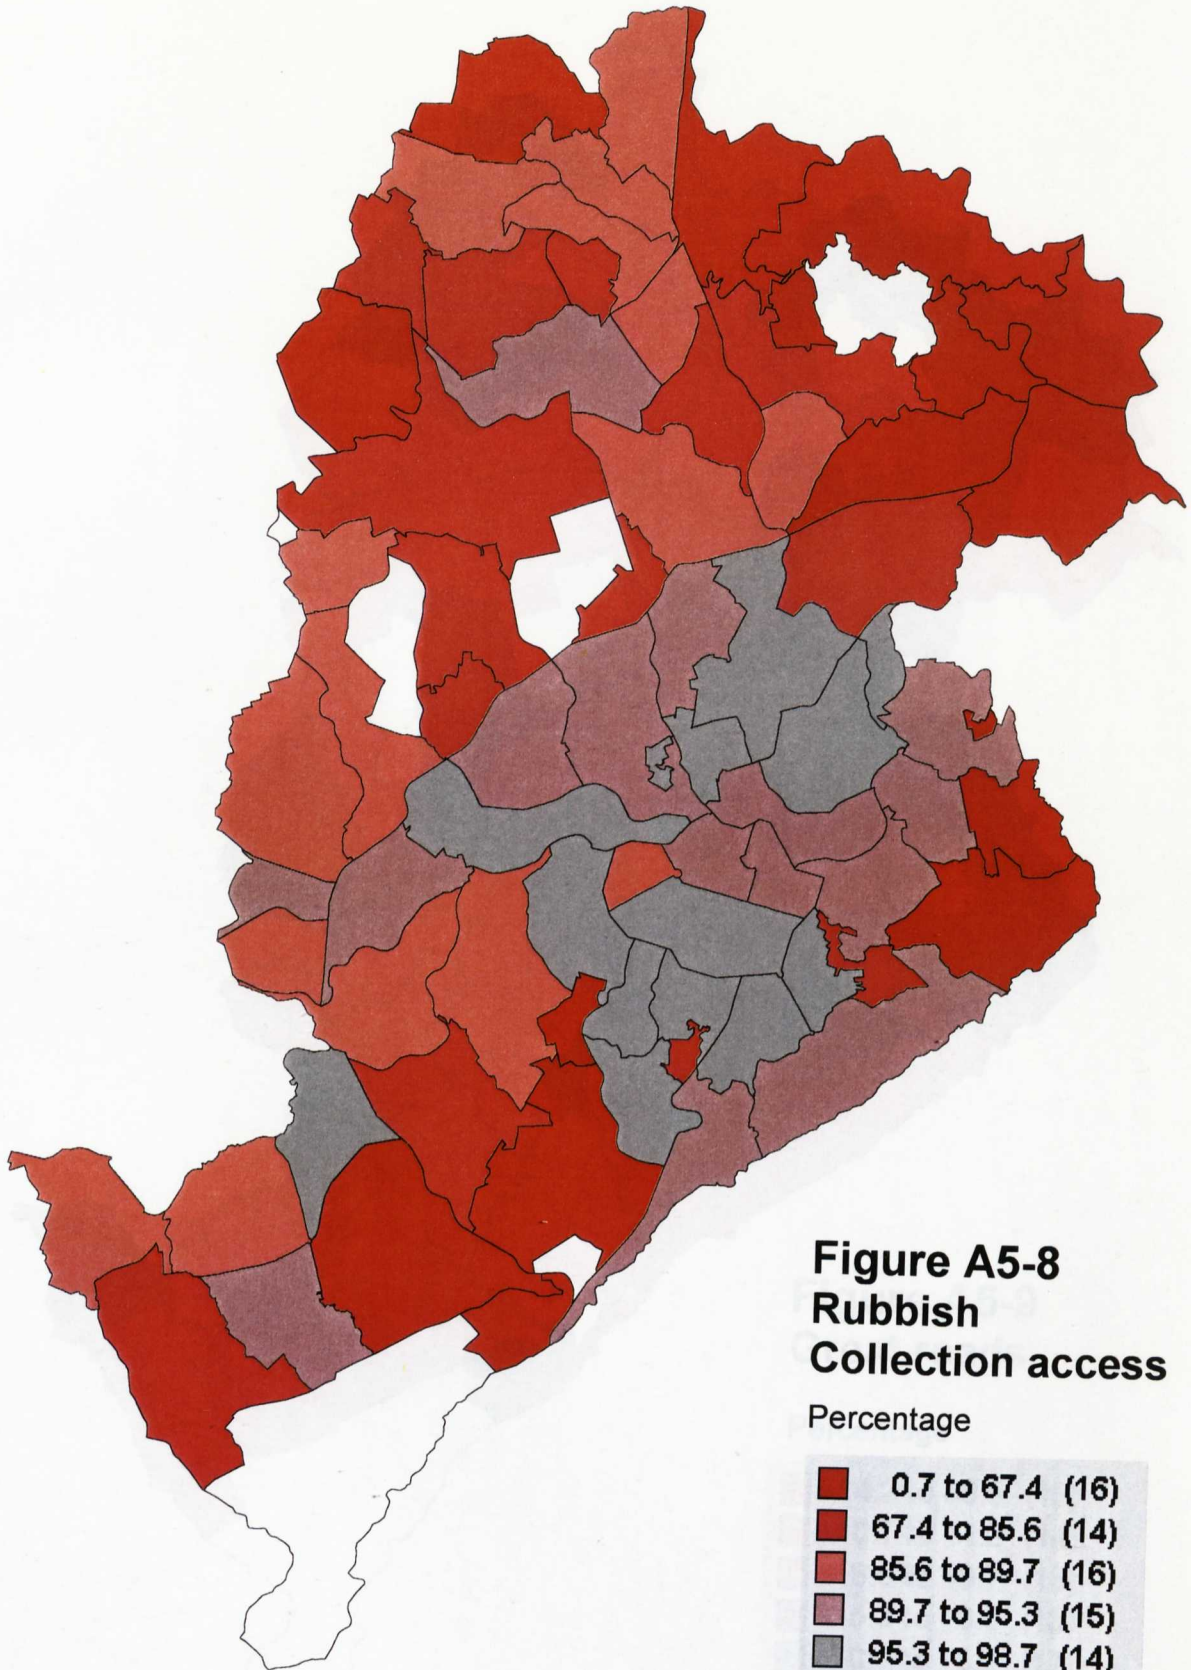 Figure A5-8
Rubbish
Collection access
Percentage
0.7 to 67.4 (16)
67.4 to 85.6 (14)
85.6 to 89.7 (16)
89.7 to 95.3 (15)
95.3 to 98.7 (14)